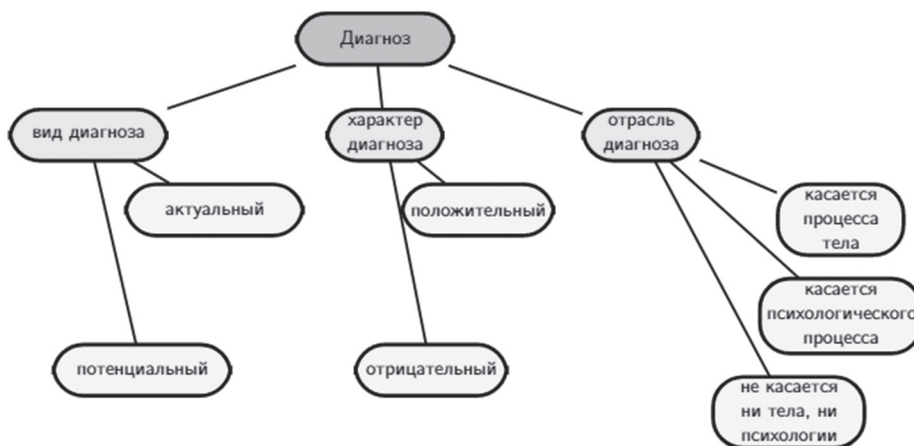 Диагноз
вид диагноза
характер
диагноза
отрасль
диагноза
актуальный
положительный
касается
процесса
тела
касается
психологического
процесса
потенциальный
отрицательный
не касается
ни тела, ни
психологии